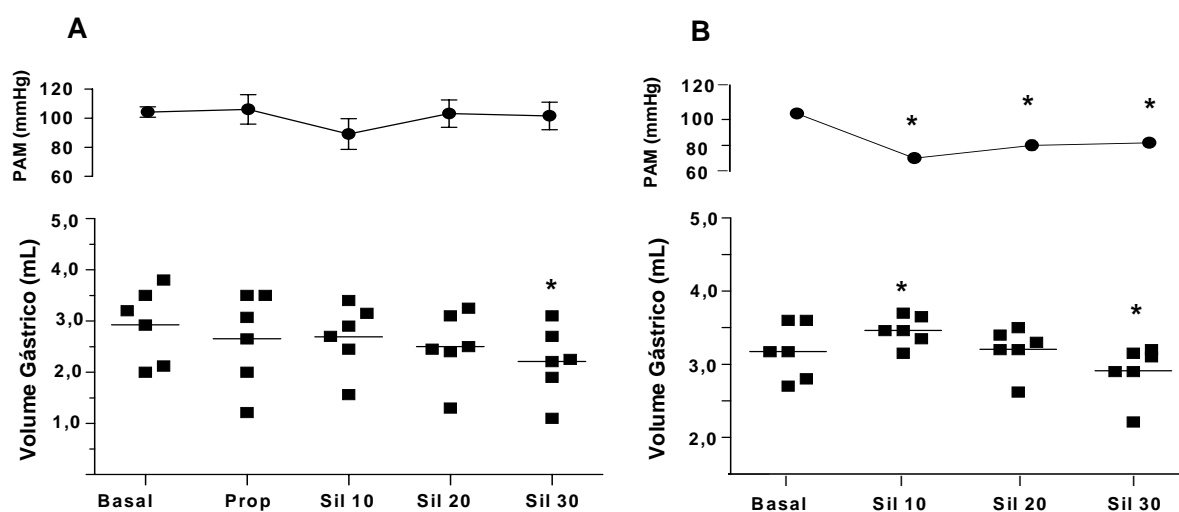 A
PAM (mmHg)
120
100
80
60
Volume Gástrico (mL)
5,0
4,0
3,0
2,0
1,0
*
Basal Prop Sil 10 Sil 20 Sil 30
B
PAM (mmHg)
120
100
80
60
* * *
Volume Gástrico (mL)
5,0
4,0
3,0
2,0
* *
Basal Sil 10 Sil 20 Sil 30